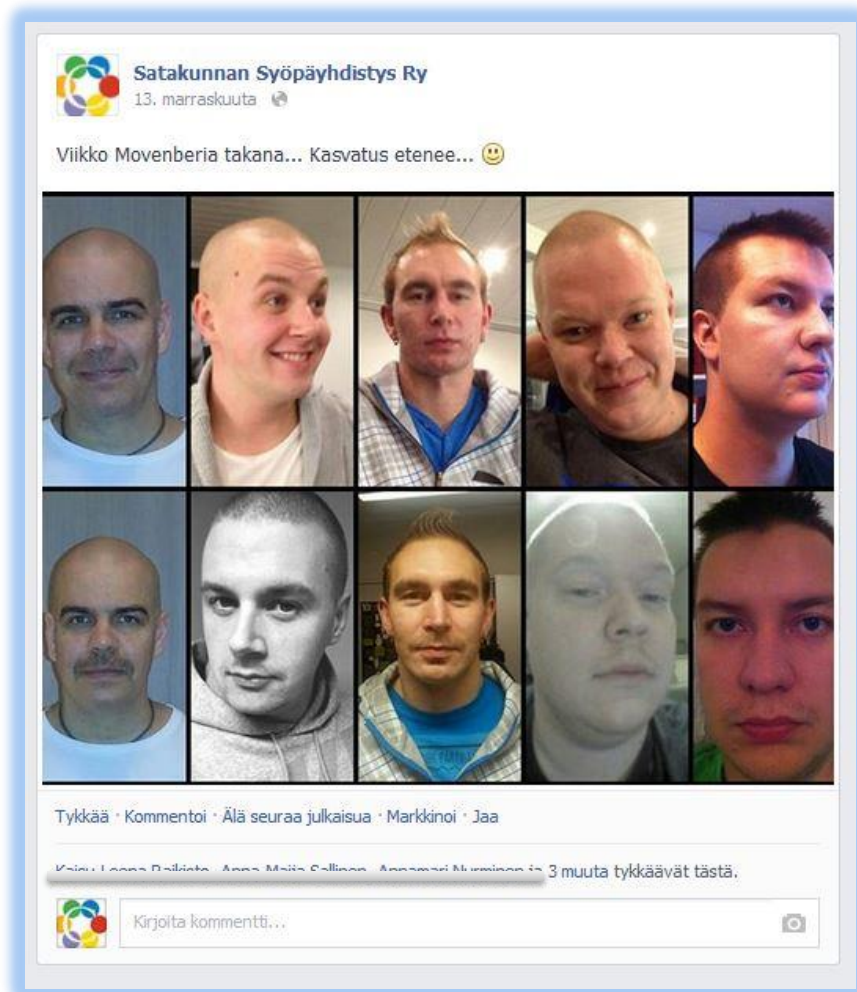 Satakunnan Syöpäyhdistys Ry
13. marraskuuta
Viikko Movenberia takana... Kasvatus etenee...
Tykkää · Kommentoi · Älä seuraa julkaisua · Markkinoi · Jaa
3 muuta tykkäävät tästä.
Kirjoita kommentti...